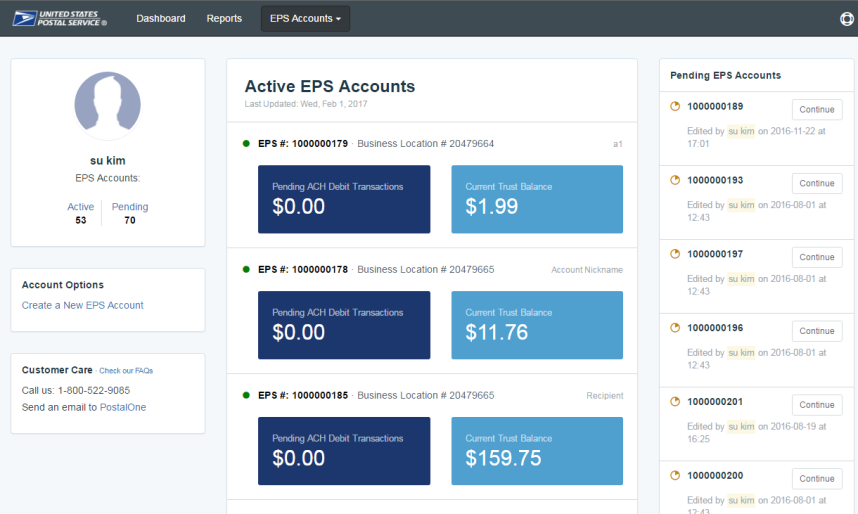 UNITED STATES
POSTAL SERVICE ®
Dashboard
Reports
EPS Accounts
su kim
EPS Accounts:
Active
Pending
53
70
Account Options
Create a New EPS Account
Customer Care · Check our FAQs
Call us: 1-800-522-9085
Send an email to PostalOne
Active EPS Accounts
Last Updated: Wed, Feb 1, 2017
EPS #: 1000000179 · Business Location # 20479664
a1
Pending ACH Debit Transactions
$0.00
Current Trust Balance
$1.99
EPS #: 1000000178 · Business Location # 20479665
Account Nickname
Pending ACH Debit Transactions
$0.00
Current Trust Balance
$11.76
EPS #: 1000000185 · Business Location # 20479665
Recipient
Pending ACH Debit Transactions
$0.00
Current Trust Balance
$159.75
Pending EPS Accounts
1000000189
Continue
Edited by su kim on 2016-11-22 at
17:01
1000000193
Continue
Edited by su kim on 2016-08-01 at
12:43
1000000197
Continue
Edited by su kim on 2016-08-01 at
12:43
1000000196
Continue
Edited by su kim on 2016-08-01 at
12:43
1000000201
Continue
Edited by su kim on 2016-08-19 at
16:25
1000000200
Continue
Edited by su kim on 2016-08-01 at
12:43